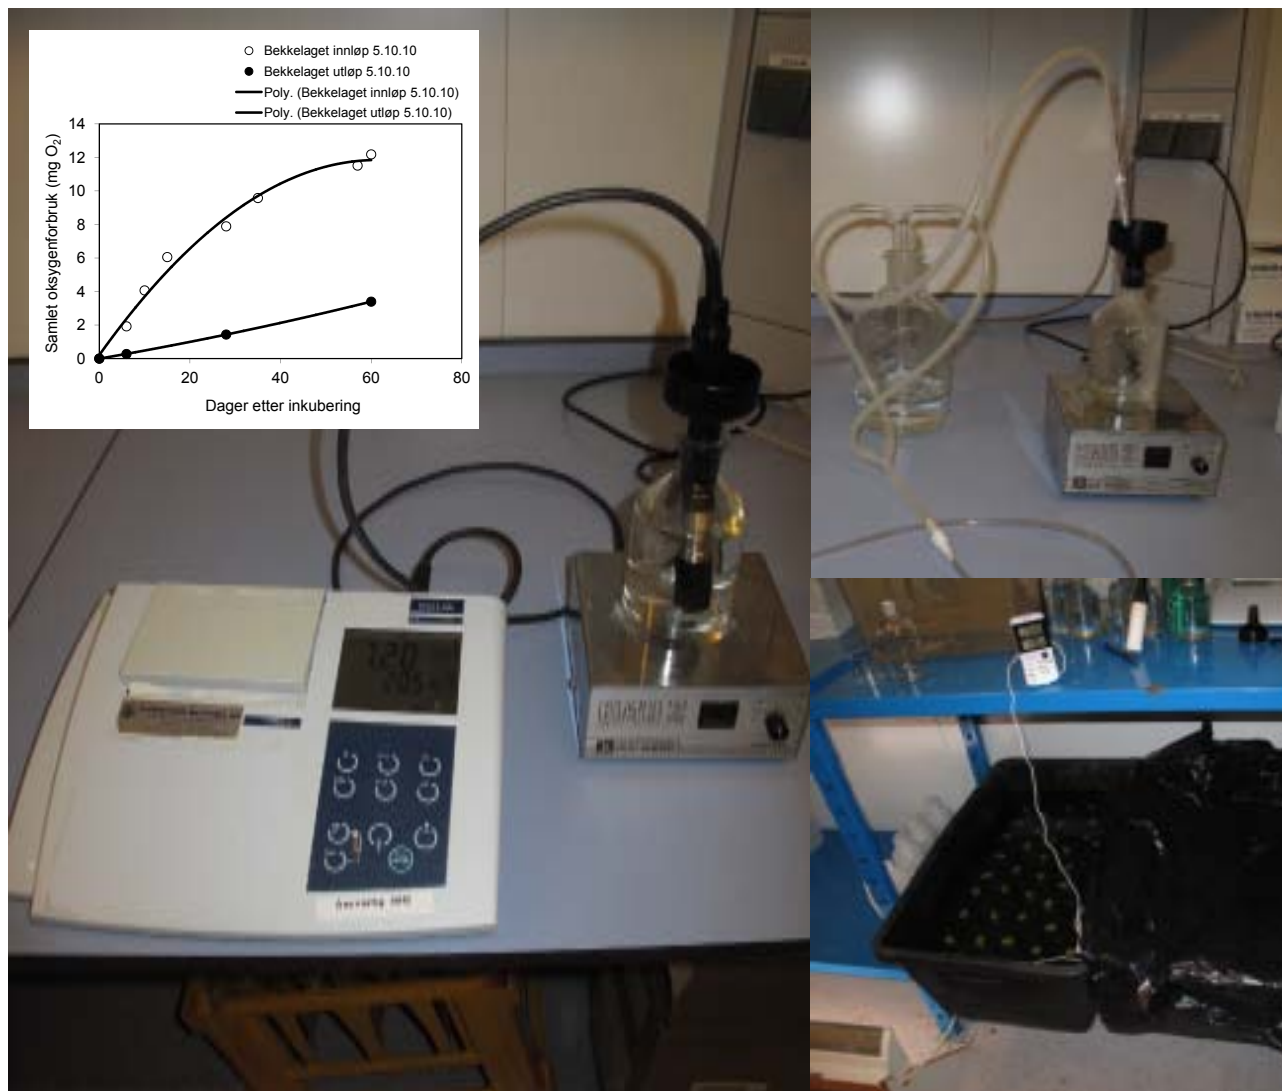 Bekkelaget innløp 5.10.10
Bekkelaget utløp 5.10.10
Poly. (Bekkelaget innløp 5.10.10)
Poly. (Bekkelaget utløp 5.10.10)
Samlet oksygenforbruk (mg O₂)
14
12
10
8
6
4
2
0
0 20 40 60 80
Dager etter inkubering